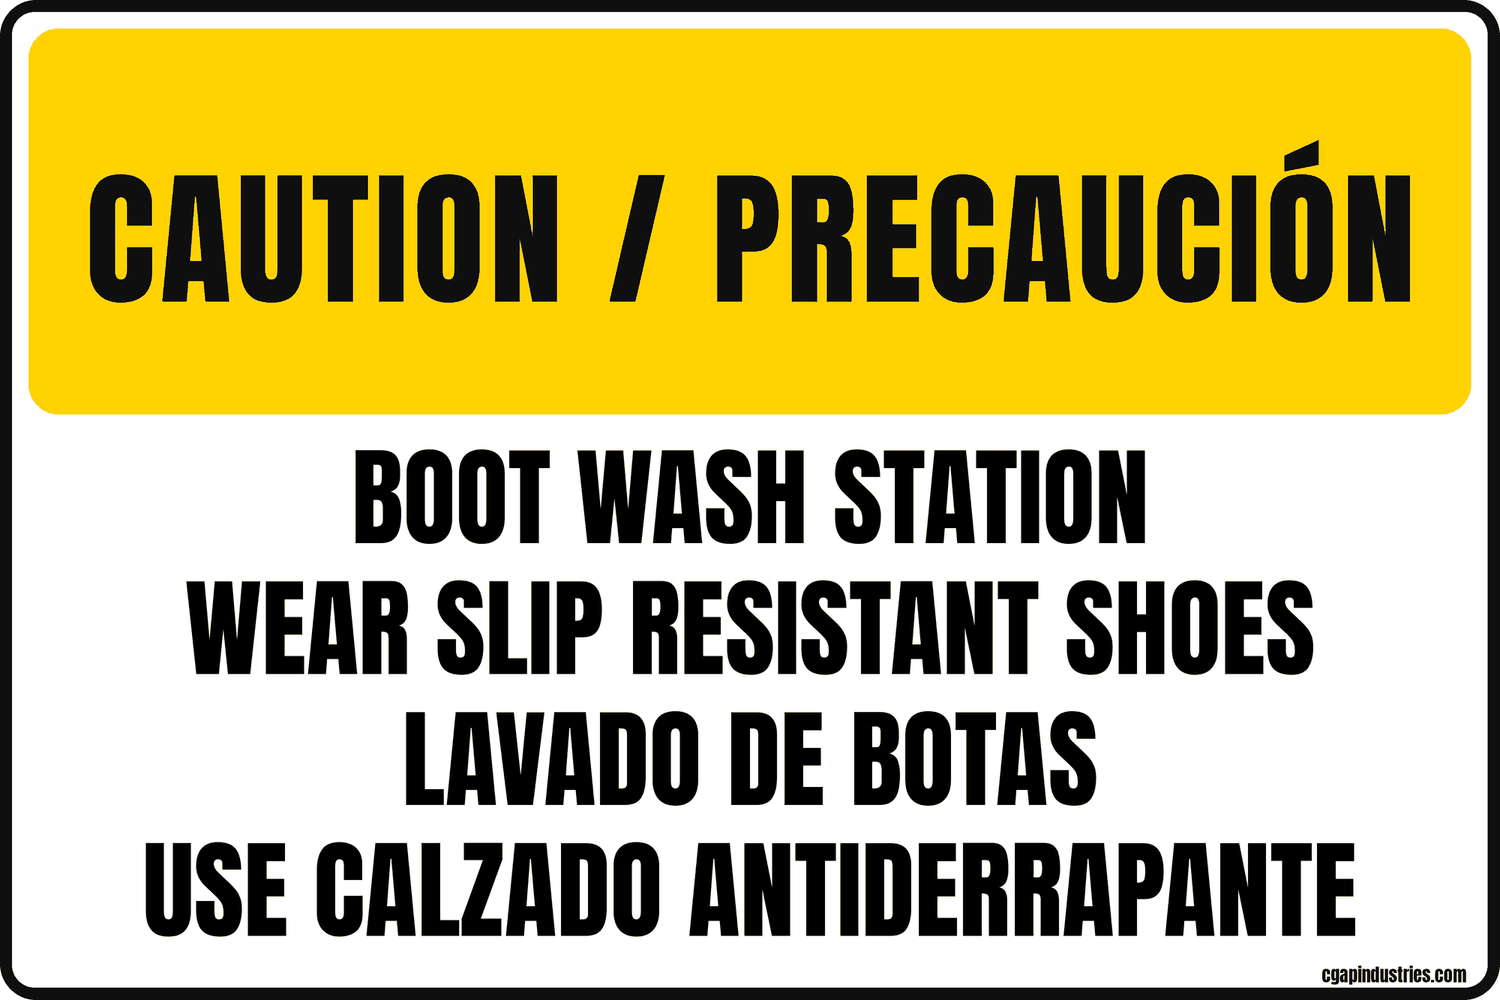 CAUTION / PRECAUCIÓN
BOOT WASH STATION
WEAR SLIP RESISTANT SHOES
LAVADO DE BOTAS
USE CALZADO ANTIDERRAPANTE
cgapindustries.com